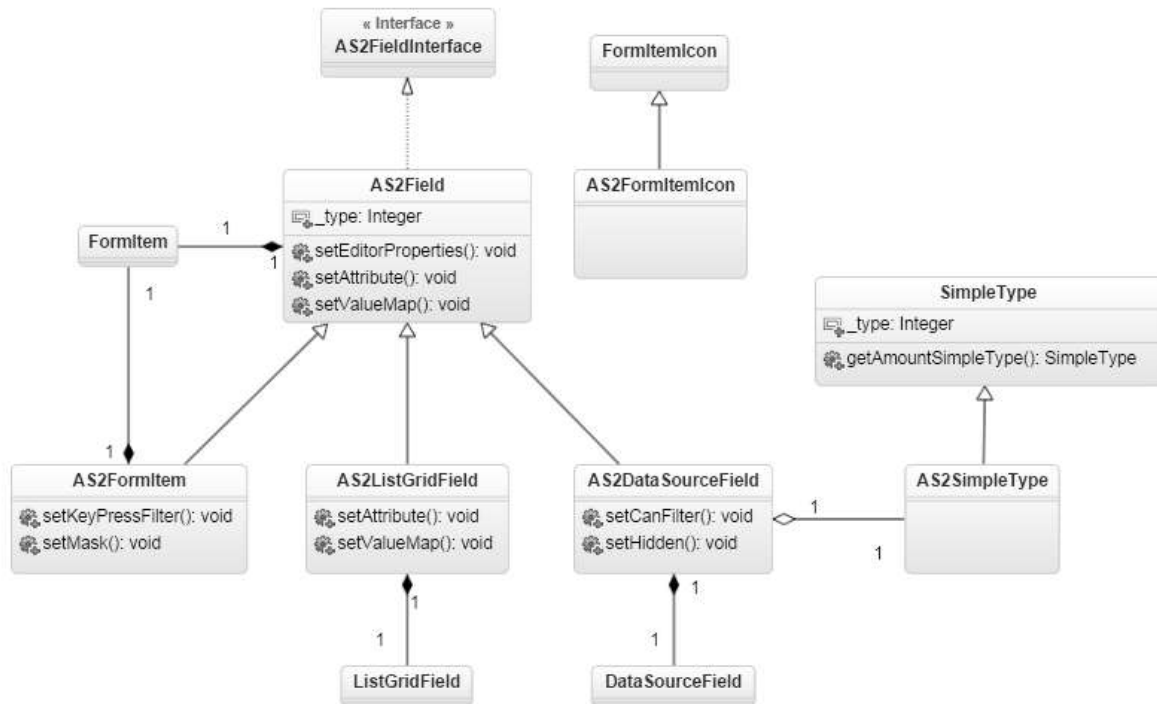 « Interface »
AS2FieldInterface
FormItemIcon
AS2Field
_type: Integer
setEditorProperties(): void
setAttribute(): void
setValueMap(): void
AS2FormItemIcon
FormItem
1
1
1
SimpleType
_type: Integer
getAmountSimpleType(): SimpleType
1
AS2FormItem
setKeyPressFilter(): void
setMask(): void
AS2ListGridField
setAttribute(): void
setValueMap(): void
AS2DataSourceField
setCanFilter(): void
setHidden(): void
1
1
AS2SimpleType
1
1
1
1
ListGridField
DataSourceField